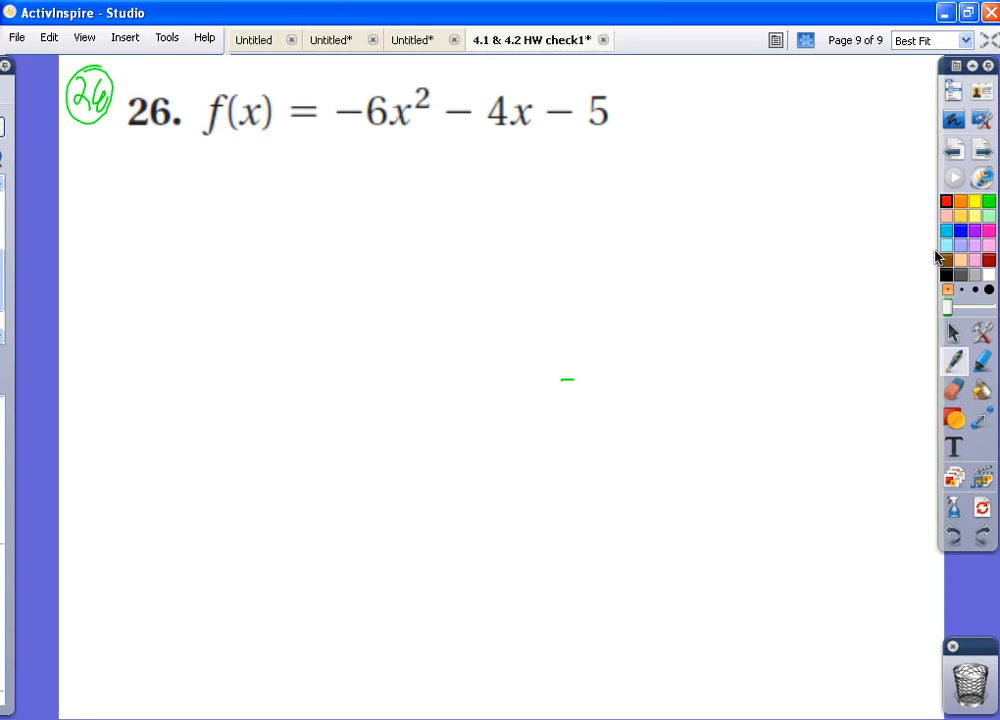 ActivInspire - Studio
File Edit View Insert Tools Help Untitled Untitled* Untitled* 4.1 & 4.2 HW check1* Page 9 of 9 Best Fit
26
26. f(x) = −6x² − 4x − 5
T